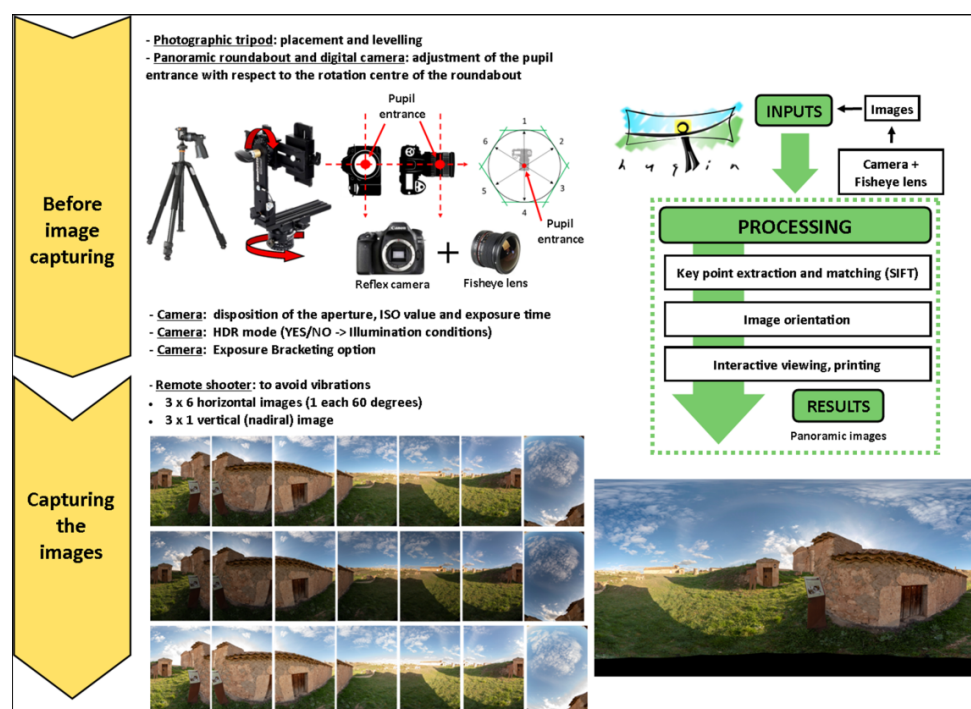 Before
image
capturing
- Photographic tripod: placement and levelling
- Panoramic roundabout and digital camera: adjustment of the pupil
entrance with respect to the rotation centre of the roundabout
Pupil
entrance
1
2
3
4
5
6
Pupil
entrance
Reflex camera
Fisheye lens
- Camera: disposition of the aperture, ISO value and exposure time
- Camera: HDR mode (YES/NO -> Illumination conditions)
- Camera: Exposure Bracketing option
Capturing
the
images
- Remote shooter: to avoid vibrations
• 3 x 6 horizontal images (1 each 60 degrees)
• 3 x 1 vertical (nadiral) image
hugin
INPUTS
Images
Camera +
Fisheye lens
PROCESSING
Key point extraction and matching (SIFT)
Image orientation
Interactive viewing, printing
RESULTS
Panoramic images